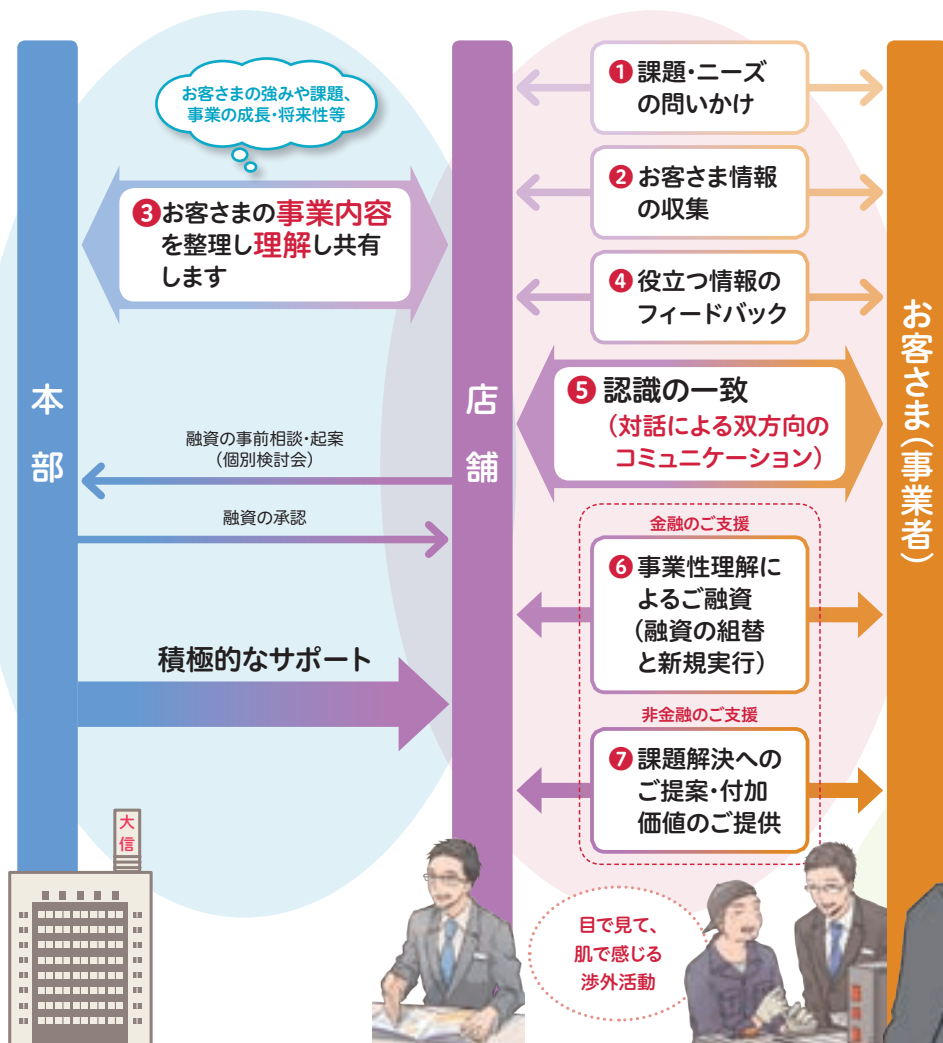 本部
店舗
お客さま(事業者)
お客さまの強みや課題、
事業の成長・将来性等
❸お客さまの事業内容
を整理し理解し共有
します
融資の事前相談・起案
(個別検討会)
融資の承認
積極的なサポート
大信
❶課題・ニーズ
の問いかけ
❷お客さま情報
の収集
❹役立つ情報の
フィードバック
❺認識の一致
(対話による双方向の
コミュニケーション)
金融のご支援
❻事業性理解に
よるご融資
(融資の組替
と新規実行)
非金融のご支援
❼課題解決への
ご提案・付加
価値のご提供
目で見て、
肌で感じる
渉外活動